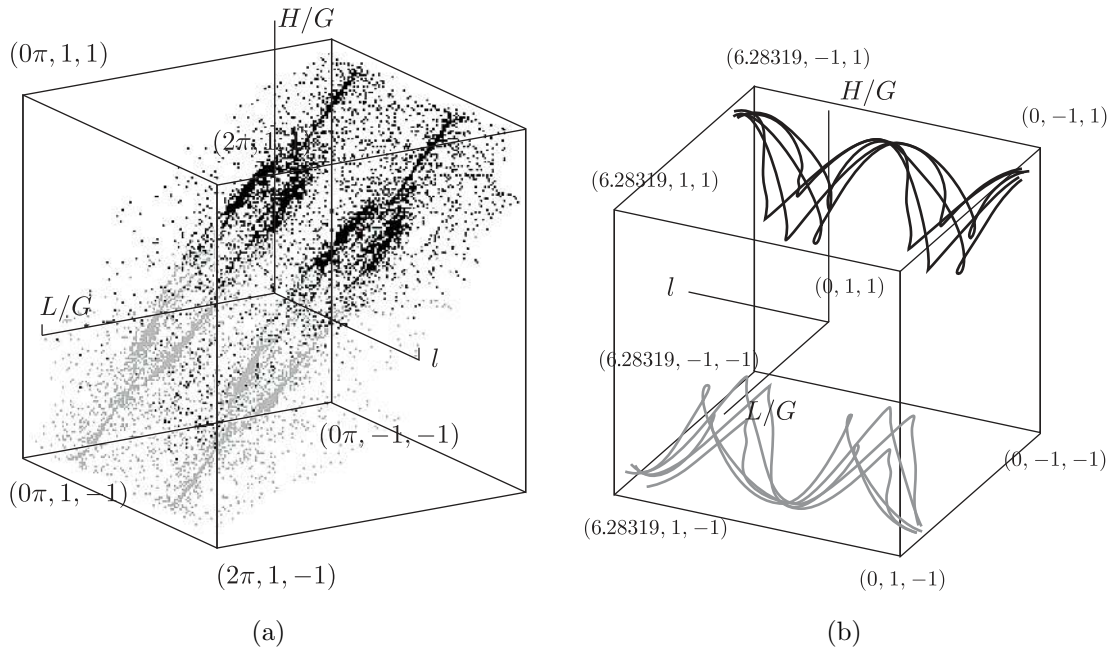 H/G
(0π, 1, 1)
(2π, 1, 1)
L/G
l
(0π, −1, −1)
(0π, 1, −1)
(2π, 1, −1)
(a)
(6.28319, −1, 1)
H/G
(0, −1, 1)
(6.28319, 1, 1)
l
(0, 1, 1)
(6.28319, −1, −1)
L/G
(0, −1, −1)
(6.28319, 1, −1)
(0, 1, −1)
(b)